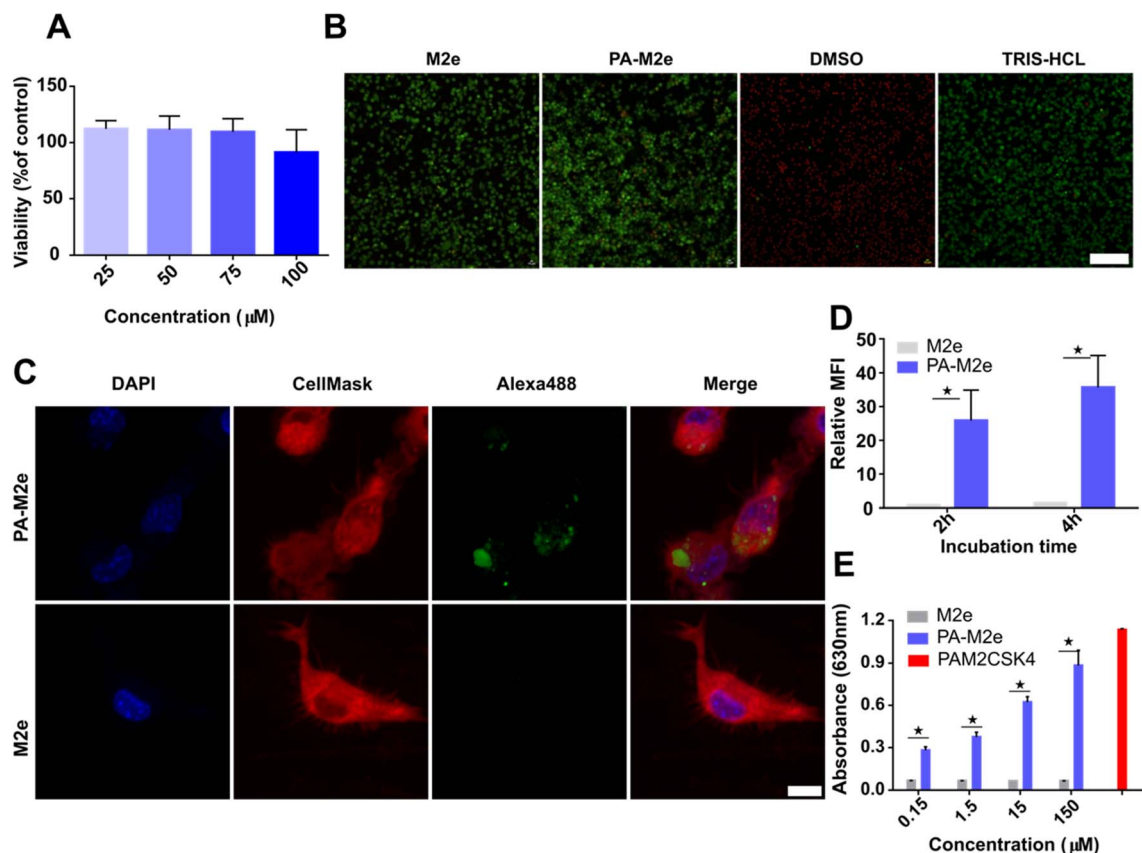 A
Viability (%of control)
150
100
50
0
25 50 75 100
Concentration (μM)
B
M2e PA-M2e DMSO TRIS-HCL
C
DAPI CellMask Alexa488 Merge
PA-M2e
M2e
D
Relative MFI
50
40
30
20
10
0
M2e
PA-M2e
★ ★
2h 4h
Incubation time
E
Absorbance (630nm)
1.2
0.9
0.6
0.3
0.0
M2e
PA-M2e
PAM2CSK4
★ ★ ★ ★
0.15 1.5 15 150
Concentration (μM)